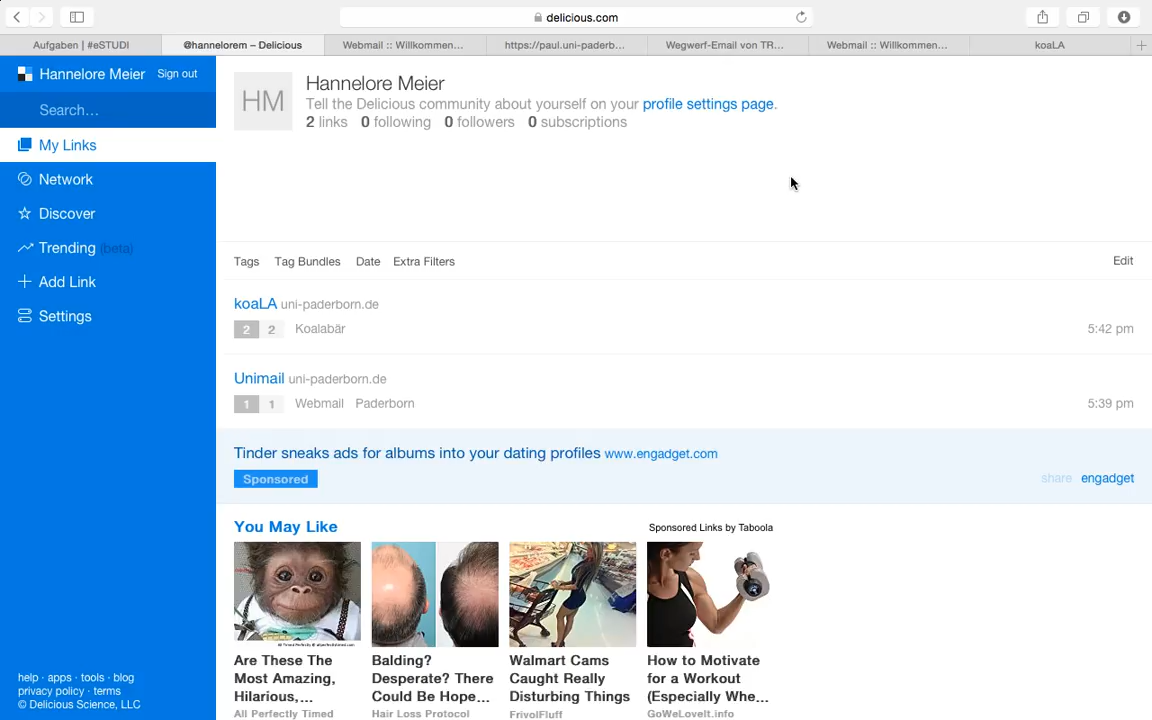 delicious.com
Aufgaben | #eSTUDI
@hannelorem – Delicious
Webmail :: Willkommen...
https://paul.uni-paderb...
Wegwerf-Email von TR...
Webmail :: Willkommen...
koaLA
Hannelore Meier
Sign out
Search...
My Links
Network
Discover
Trending (beta)
Add Link
Settings
help · apps · tools · blog
privacy policy · terms
© Delicious Science, LLC
HM
Hannelore Meier
Tell the Delicious community about yourself on your profile settings page.
2 links 0 following 0 followers 0 subscriptions
Tags Tag Bundles Date Extra Filters Edit
koaLA uni-paderborn.de
2 2 Koalabär 5:42 pm
Unimail uni-paderborn.de
1 1 Webmail Paderborn 5:39 pm
Tinder sneaks ads for albums into your dating profiles www.engadget.com
Sponsored share engadget
You May Like
Sponsored Links by Taboola
Are These The
Most Amazing,
Hilarious,...
All Perfectly Timed
Balding?
Desperate? There
Could Be Hope...
Hair Loss Protocol
Walmart Cams
Caught Really
Disturbing Things
FrivolFluff
How to Motivate
for a Workout
(Especially Whe...
GoWeLoveIt.info